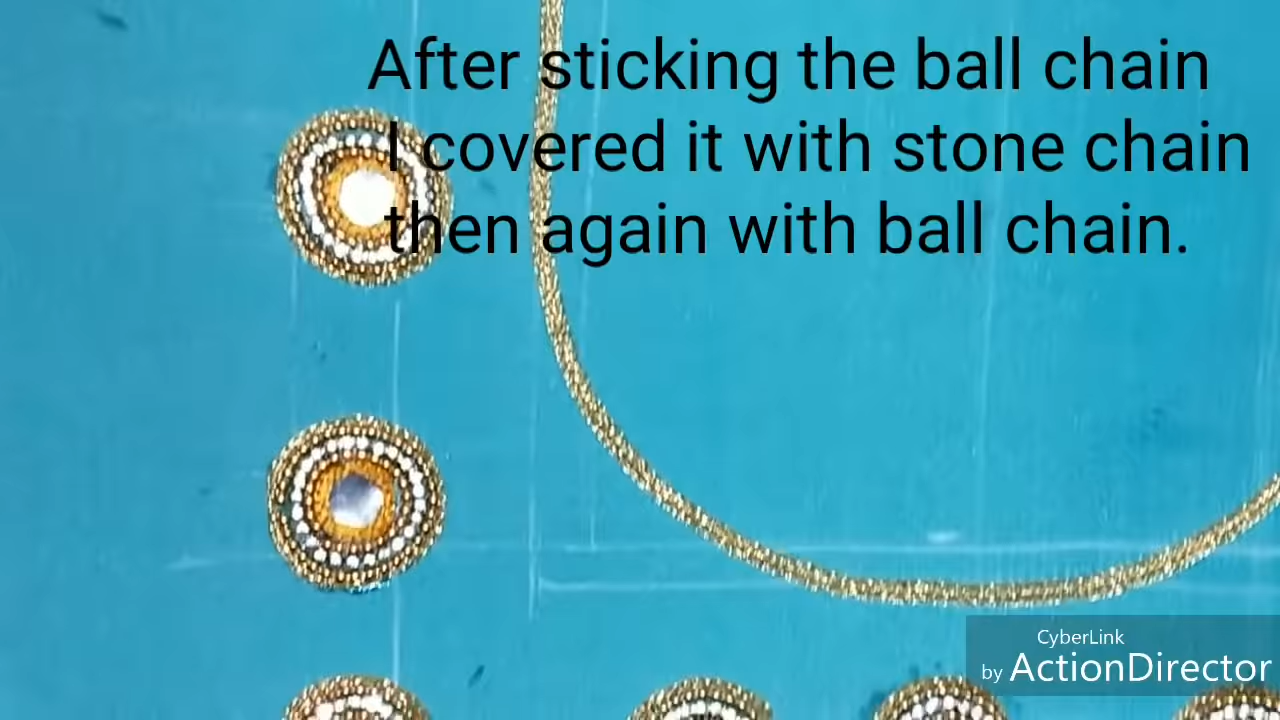 After sticking the ball chain
I covered it with stone chain
then again with ball chain.
CyberLink
by ActionDirector